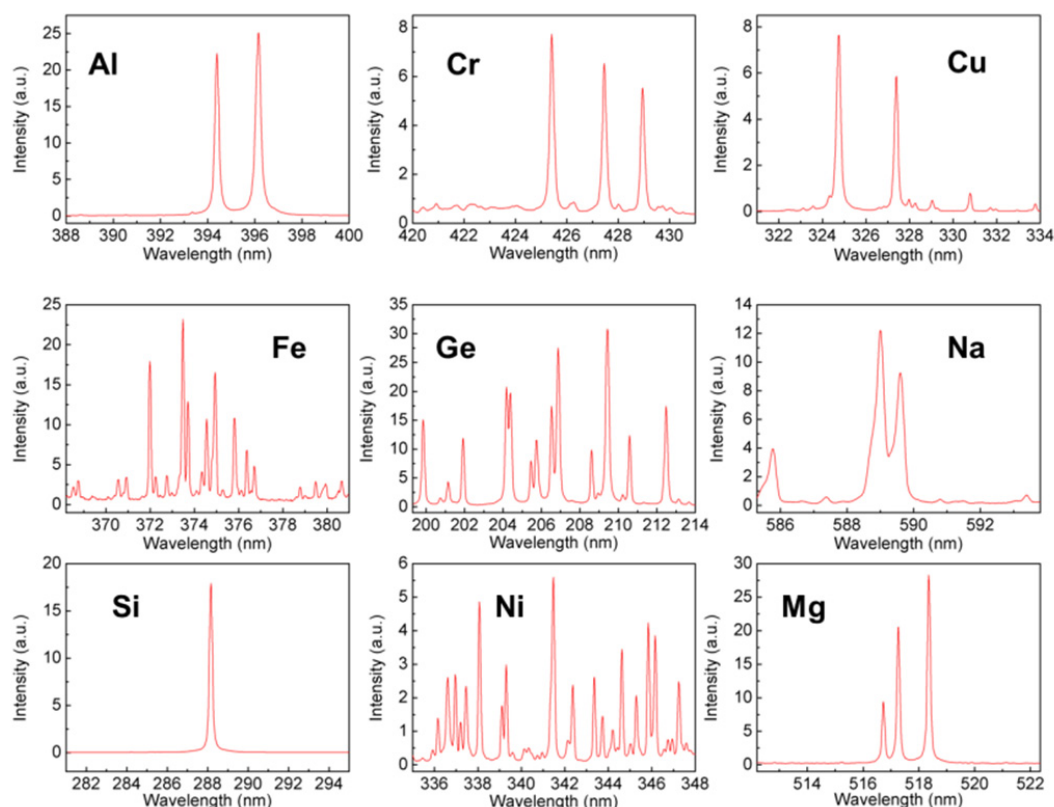 Al
Intensity (a.u.)
25
20
15
10
5
0
388 390 392 394 396 398 400
Wavelength (nm)
Cr
Intensity (a.u.)
8
6
4
2
0
420 422 424 426 428 430
Wavelength (nm)
Cu
Intensity (a.u.)
8
6
4
2
0
322 324 326 328 330 332 334
Wavelength (nm)
Fe
Intensity (a.u.)
25
20
15
10
5
0
370 372 374 376 378 380
Wavelength (nm)
Ge
Intensity (a.u.)
35
30
25
20
15
10
5
0
200 202 204 206 208 210 212 214
Wavelength (nm)
Na
Intensity (a.u.)
14
12
10
8
6
4
2
0
586 588 590 592
Wavelength (nm)
Si
Intensity (a.u.)
20
15
10
5
0
282 284 286 288 290 292 294
Wavelength (nm)
Ni
Intensity (a.u.)
6
5
4
3
2
1
0
336 338 340 342 344 346 348
Wavelength (nm)
Mg
Intensity (a.u.)
30
25
20
15
10
5
0
514 516 518 520 522
Wavelength (nm)